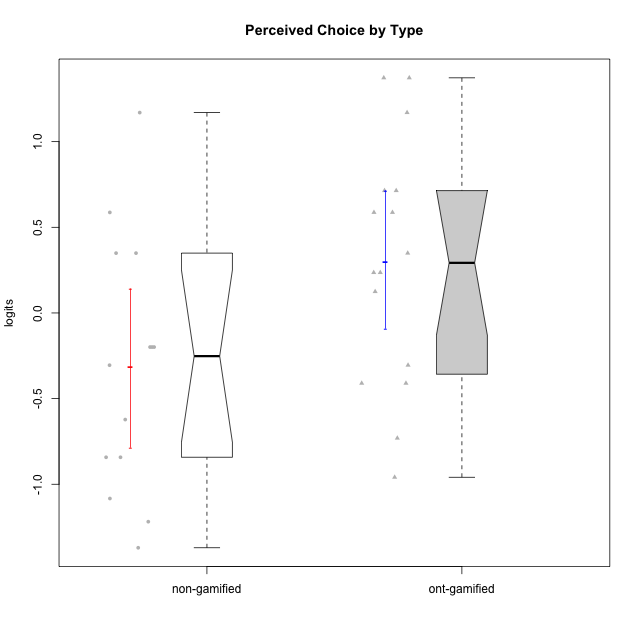 Perceived Choice by Type
logits
1.0
0.5
0.0
-0.5
-1.0
non-gamified
ont-gamified